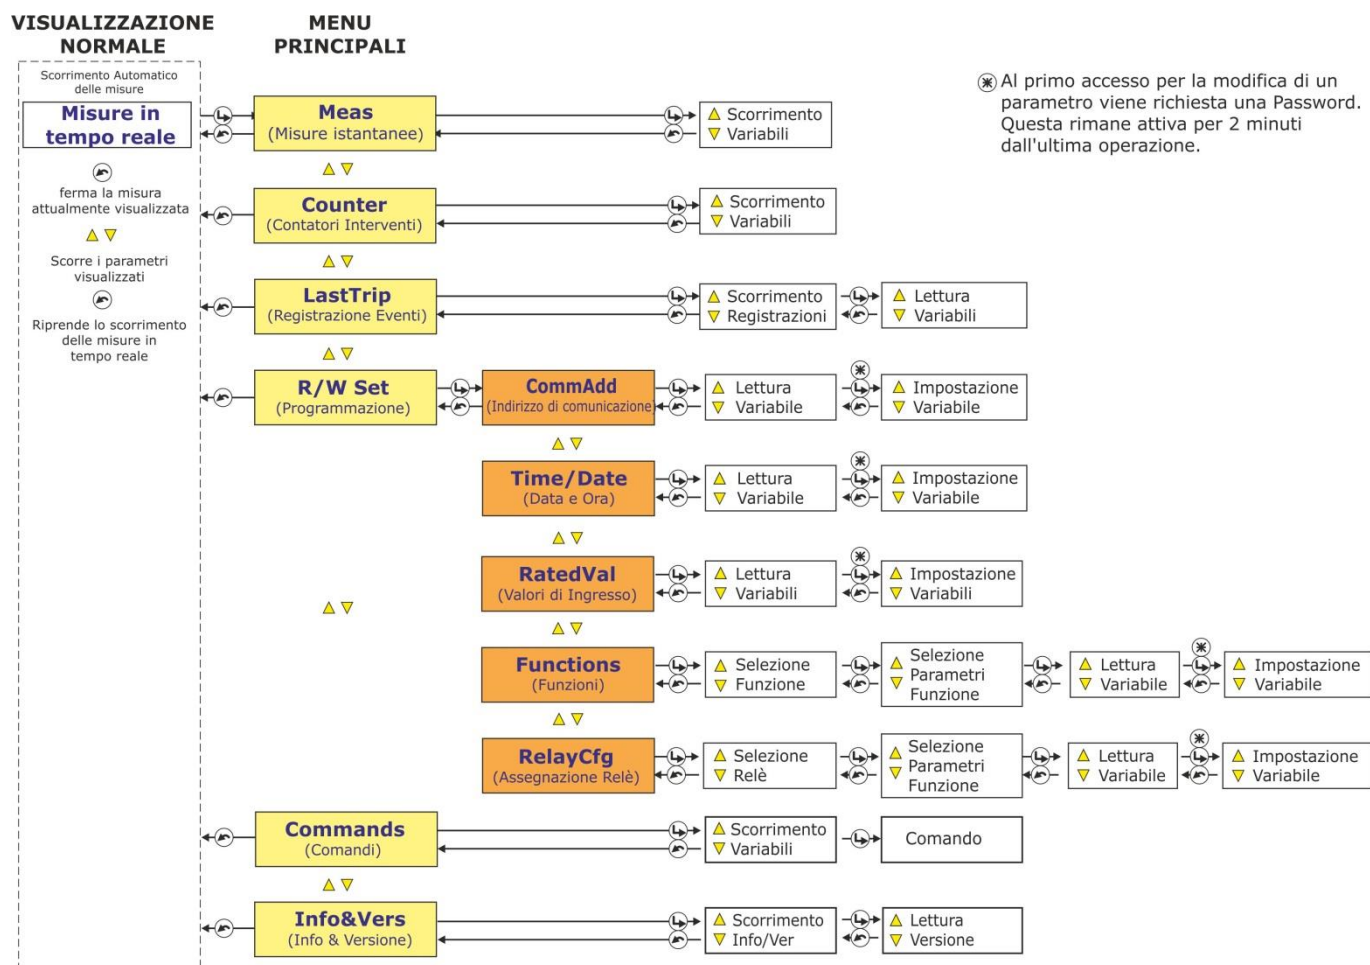 VISUALIZZAZIONE
NORMALE
MENU
PRINCIPALI
Scorrimento Automatico
delle misure
Misure in
tempo reale
ferma la misura
attualmente visualizzata
Scorre i parametri
visualizzati
Riprende lo scorrimento
delle misure in
tempo reale
Al primo accesso per la modifica di un
parametro viene richiesta una Password.
Questa rimane attiva per 2 minuti
dall'ultima operazione.
Meas
(Misure istantanee)
Scorrimento
Variabili
Counter
(Contatori Interventi)
Scorrimento
Variabili
LastTrip
(Registrazione Eventi)
Scorrimento
Registrazioni
Lettura
Variabili
R/W Set
(Programmazione)
CommAdd
(Indirizzo di comunicazione)
Lettura
Variabile
Impostazione
Variabile
Time/Date
(Data e Ora)
Lettura
Variabile
Impostazione
Variabile
RatedVal
(Valori di Ingresso)
Lettura
Variabili
Impostazione
Variabili
Functions
(Funzioni)
Selezione
Funzione
Selezione
Parametri
Funzione
Lettura
Variabile
Impostazione
Variabile
RelayCfg
(Assegnazione Relè)
Selezione
Relè
Selezione
Parametri
Funzione
Lettura
Variabile
Impostazione
Variabile
Commands
(Comandi)
Scorrimento
Variabili
Comando
Info&Vers
(Info & Versione)
Scorrimento
Info/Ver
Lettura
Versione